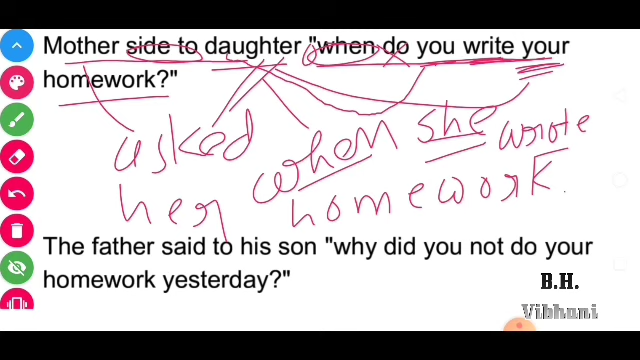 Mother side to daughter "when do you write your
homework?"
asked when she wrote
her homework.
The father said to his son "why did you not do your
homework yesterday?"
B.H.
Vibhuni